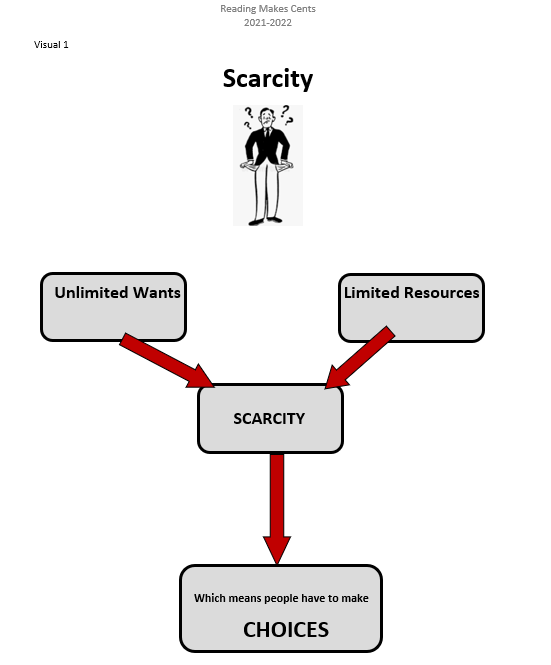 Reading Makes Cents
2021-2022
Visual 1
Scarcity
? ? ? ?
Unlimited Wants
Limited Resources
SCARCITY
Which means people have to make
CHOICES